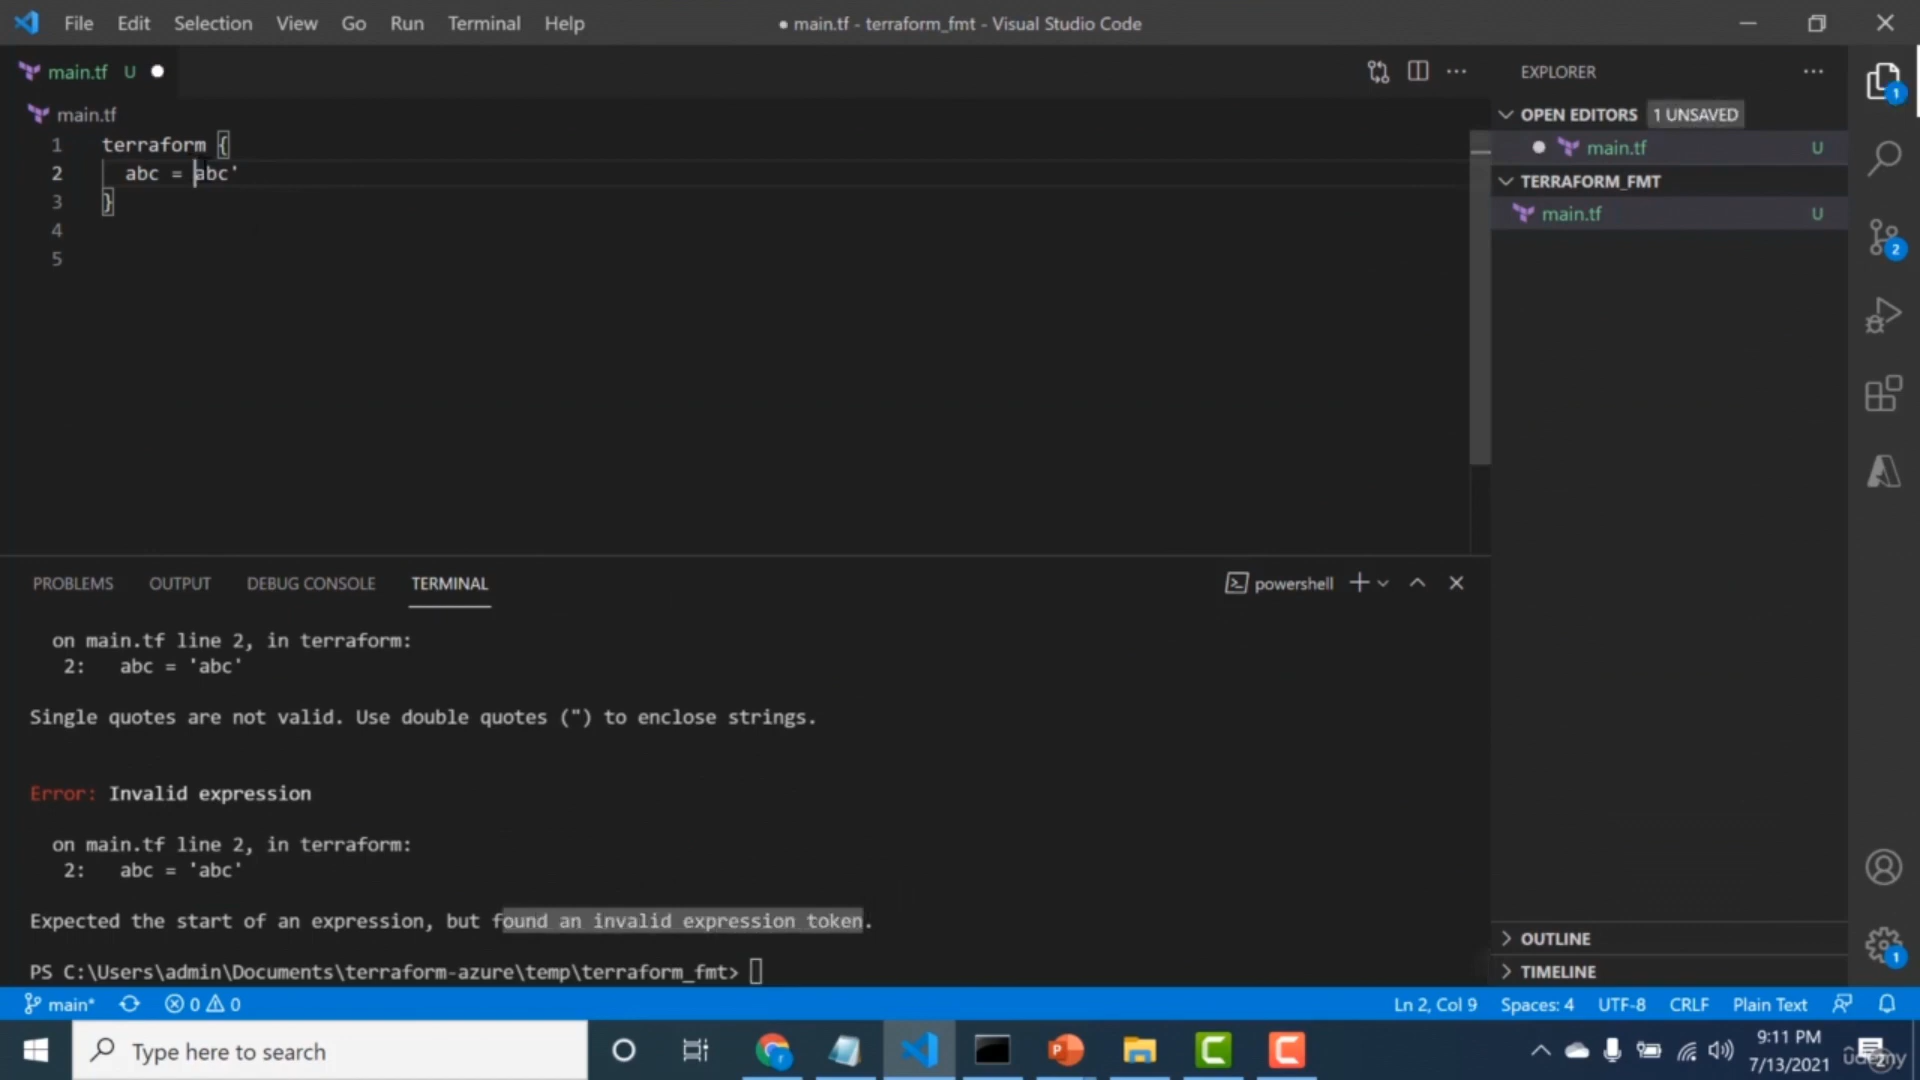 File Edit Selection View Go Run Terminal Help
● main.tf - terraform_fmt - Visual Studio Code
main.tf U
main.tf
1 terraform {
2 abc = abc'
3 }
4
5
EXPLORER
OPEN EDITORS 1 UNSAVED
main.tf U
TERRAFORM_FMT
main.tf U
1
2
PROBLEMS OUTPUT DEBUG CONSOLE TERMINAL
powershell
on main.tf line 2, in terraform:
2: abc = 'abc'
Single quotes are not valid. Use double quotes (") to enclose strings.
Error: Invalid expression
on main.tf line 2, in terraform:
2: abc = 'abc'
Expected the start of an expression, but found an invalid expression token.
PS C:\Users\admin\Documents\terraform-azure\temp\terraform_fmt>
OUTLINE
TIMELINE
1
main* 0 0
Ln 2, Col 9 Spaces: 4 UTF-8 CRLF Plain Text
Type here to search
9:11 PM
7/13/2021
2
udemy